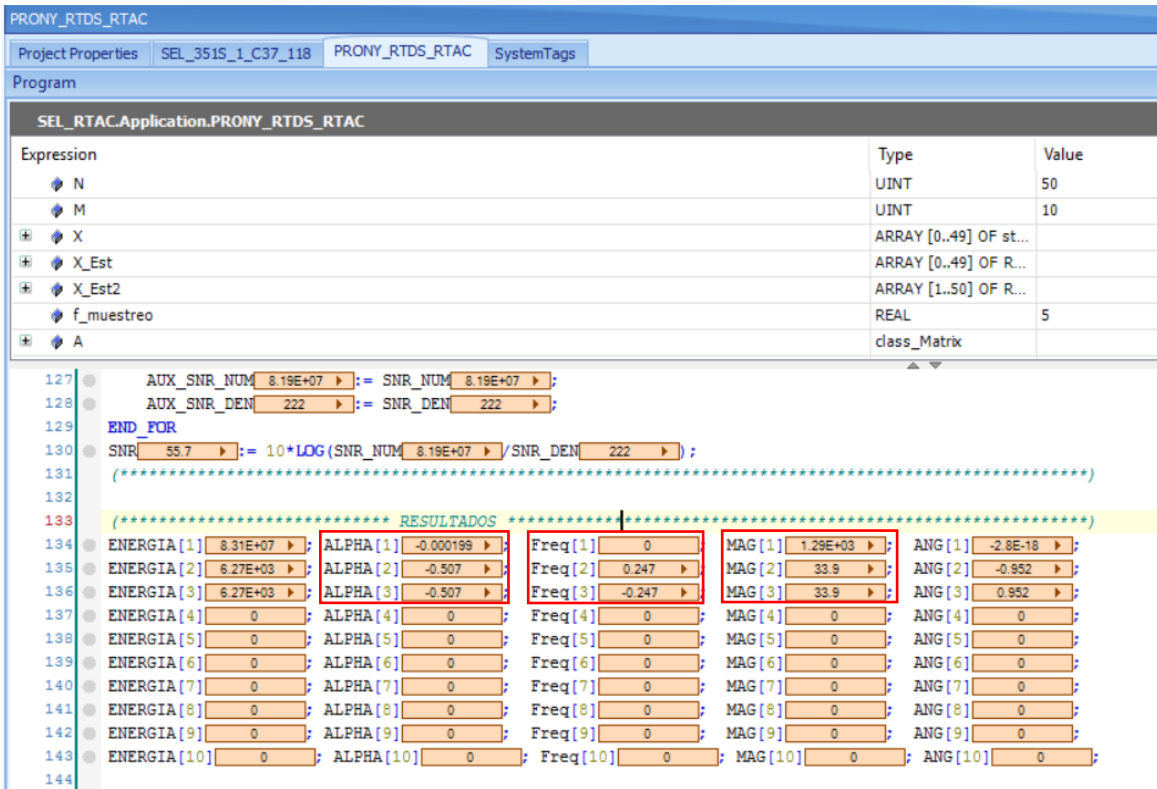 PRONY_RTDS_RTAC
Project Properties SEL_351S_1_C37_118 PRONY_RTDS_RTAC SystemTags
Program
SEL_RTAC.Application.PRONY_RTDS_RTAC
Expression Type Value
N UINT 50
M UINT 10
X ARRAY [0..49] OF st...
X_Est ARRAY [0..49] OF R...
X_Est2 ARRAY [1..50] OF R...
f_muestreo REAL 5
A class_Matrix
127 AUX_SNR_NUM 8.19E+07 := SNR_NUM 8.19E+07 ;
128 AUX_SNR_DEN 222 := SNR_DEN 222 ;
129 END_FOR
130 SNR 55.7 := 10*LOG(SNR_NUM 8.19E+07 /SNR_DEN 222 );
131 (*****************************************************************************************)
132
133 (**************************** RESULTADOS *****************************************************)
134 ENERGIA[1] 8.31E+07 ; ALPHA[1] -0.000199 ; Freq[1] 0 ; MAG[1] 1.29E+03 ; ANG[1] -2.8E-18 ;
135 ENERGIA[2] 6.27E+03 ; ALPHA[2] -0.507 ; Freq[2] 0.247 ; MAG[2] 33.9 ; ANG[2] -0.952 ;
136 ENERGIA[3] 6.27E+03 ; ALPHA[3] -0.507 ; Freq[3] -0.247 ; MAG[3] 33.9 ; ANG[3] 0.952 ;
137 ENERGIA[4] 0 ; ALPHA[4] 0 ; Freq[4] 0 ; MAG[4] 0 ; ANG[4] 0 ;
138 ENERGIA[5] 0 ; ALPHA[5] 0 ; Freq[5] 0 ; MAG[5] 0 ; ANG[5] 0 ;
139 ENERGIA[6] 0 ; ALPHA[6] 0 ; Freq[6] 0 ; MAG[6] 0 ; ANG[6] 0 ;
140 ENERGIA[7] 0 ; ALPHA[7] 0 ; Freq[7] 0 ; MAG[7] 0 ; ANG[7] 0 ;
141 ENERGIA[8] 0 ; ALPHA[8] 0 ; Freq[8] 0 ; MAG[8] 0 ; ANG[8] 0 ;
142 ENERGIA[9] 0 ; ALPHA[9] 0 ; Freq[9] 0 ; MAG[9] 0 ; ANG[9] 0 ;
143 ENERGIA[10] 0 ; ALPHA[10] 0 ; Freq[10] 0 ; MAG[10] 0 ; ANG[10] 0 ;
144